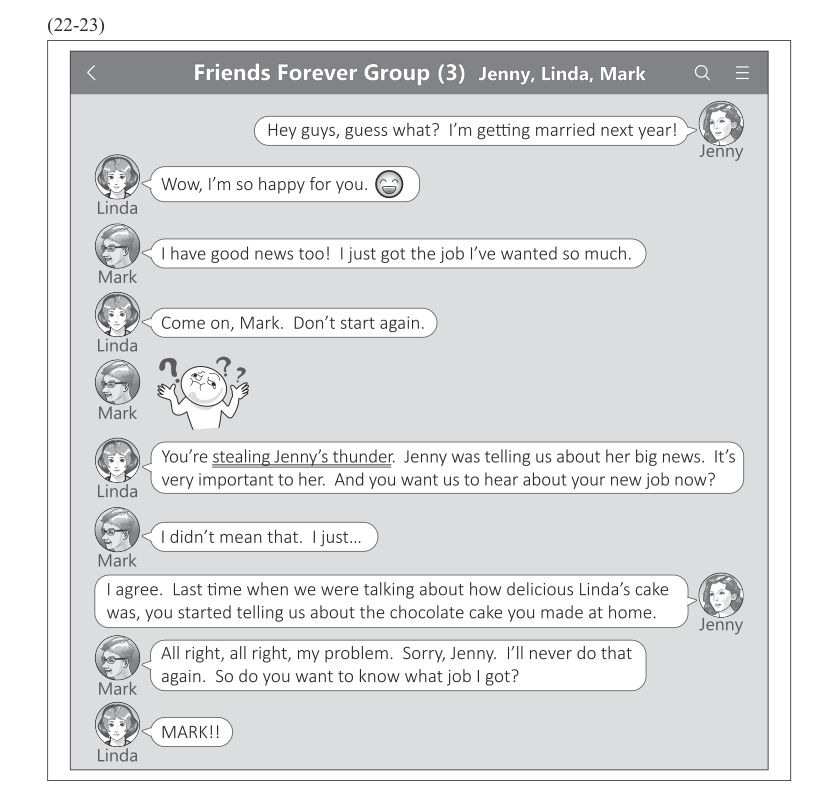 (22-23)
Friends Forever Group (3) Jenny, Linda, Mark
Hey guys, guess what? I'm getting married next year!
Jenny
Wow, I'm so happy for you.
Linda
I have good news too! I just got the job I've wanted so much.
Mark
Come on, Mark. Don't start again.
Linda
? ? ?
Mark
You're stealing Jenny's thunder. Jenny was telling us about her big news. It's
very important to her. And you want us to hear about your new job now?
Linda
I didn't mean that. I just...
Mark
I agree. Last time when we were talking about how delicious Linda's cake
was, you started telling us about the chocolate cake you made at home.
Jenny
All right, all right, my problem. Sorry, Jenny. I'll never do that
again. So do you want to know what job I got?
Mark
MARK!!
Linda